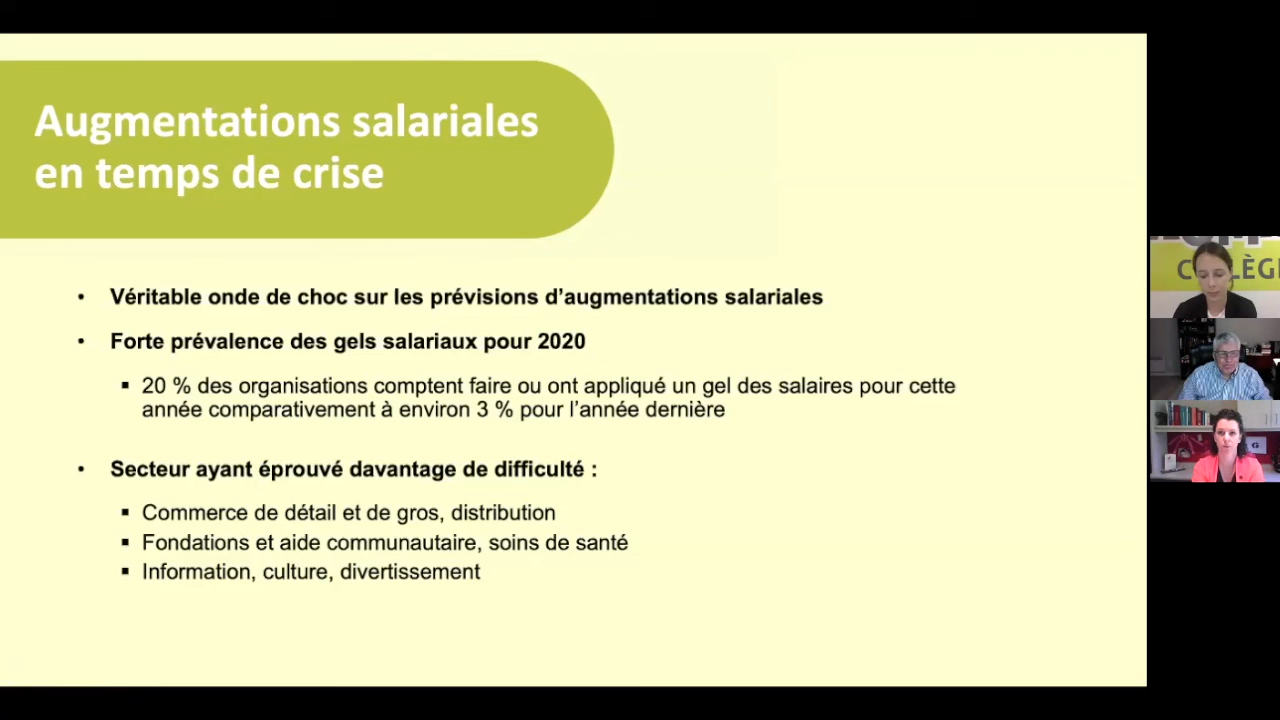 Augmentations salariales
en temps de crise
• Véritable onde de choc sur les prévisions d’augmentations salariales
• Forte prévalence des gels salariaux pour 2020
▪ 20 % des organisations comptent faire ou ont appliqué un gel des salaires pour cette
année comparativement à environ 3 % pour l’année dernière
• Secteur ayant éprouvé davantage de difficulté :
▪ Commerce de détail et de gros, distribution
▪ Fondations et aide communautaire, soins de santé
▪ Information, culture, divertissement